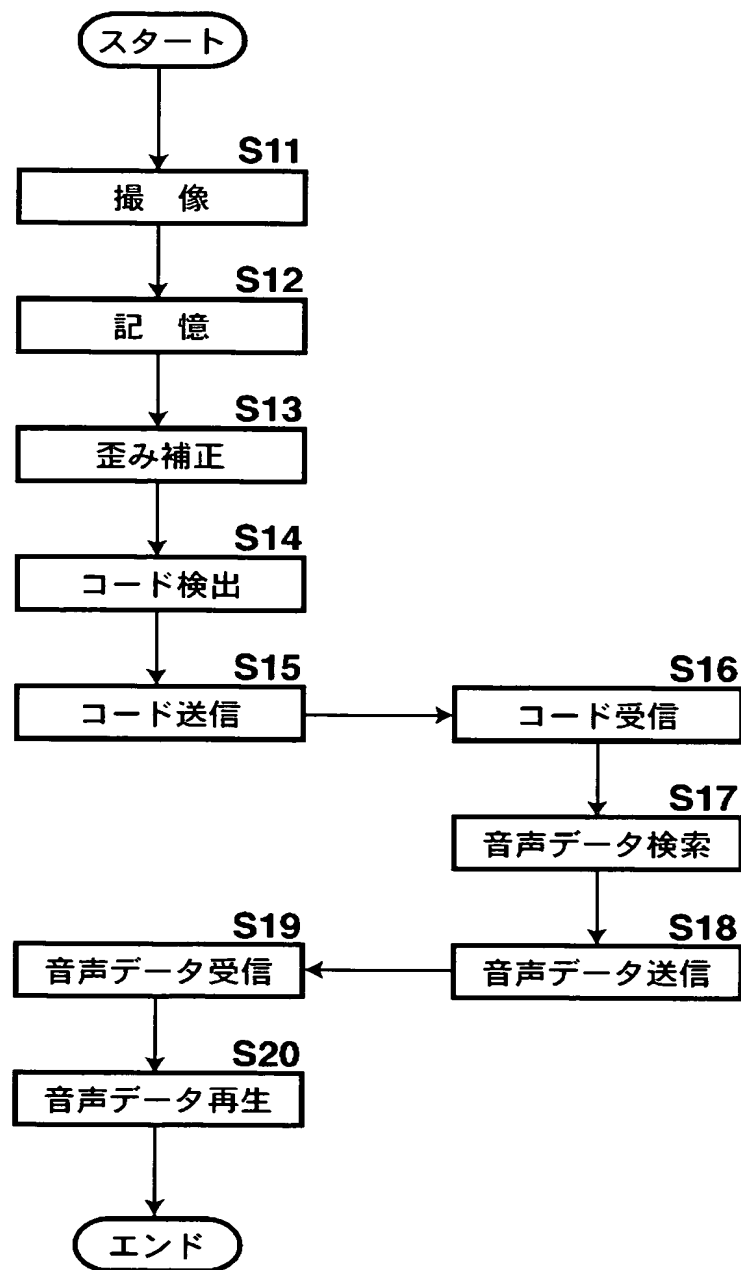 スタート
S11
撮 像
S12
記 憶
S13
歪み補正
S14
コード検出
S15
コード送信
S16
コード受信
S17
音声データ検索
S18
音声データ送信
S19
音声データ受信
S20
音声データ再生
エンド